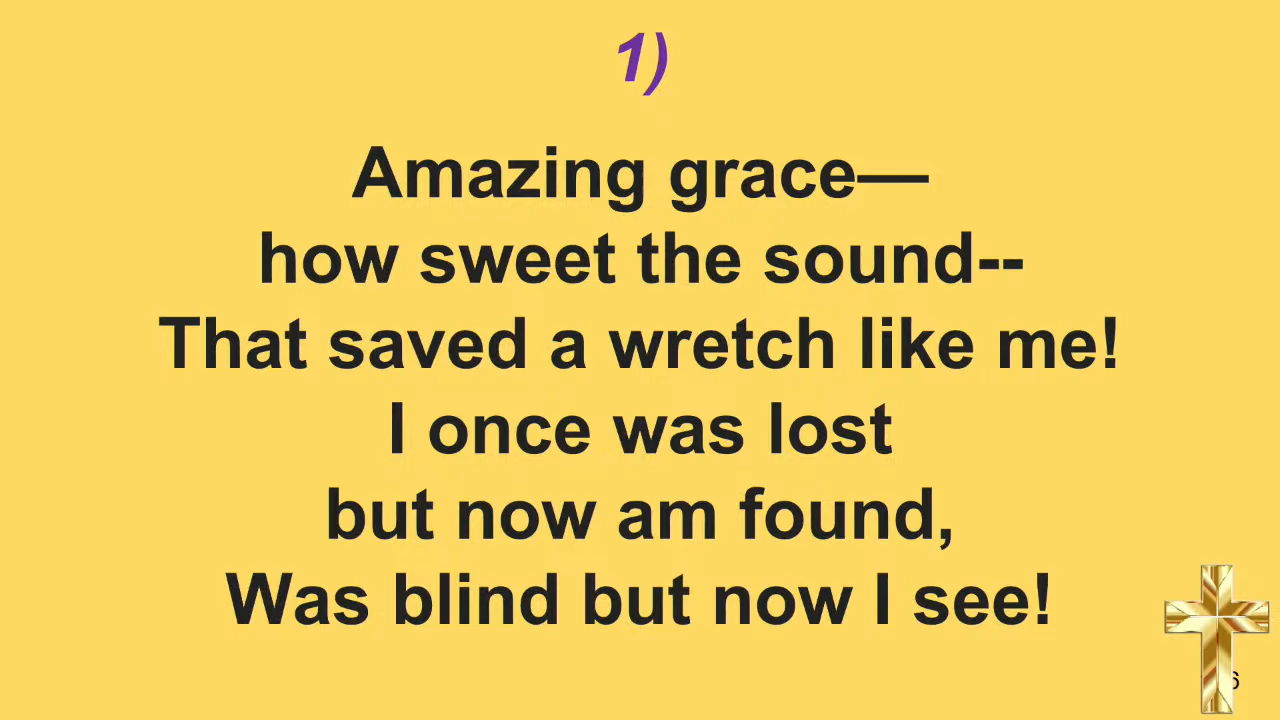 1)
Amazing grace—
how sweet the sound--
That saved a wretch like me!
I once was lost
but now am found,
Was blind but now I see!
6